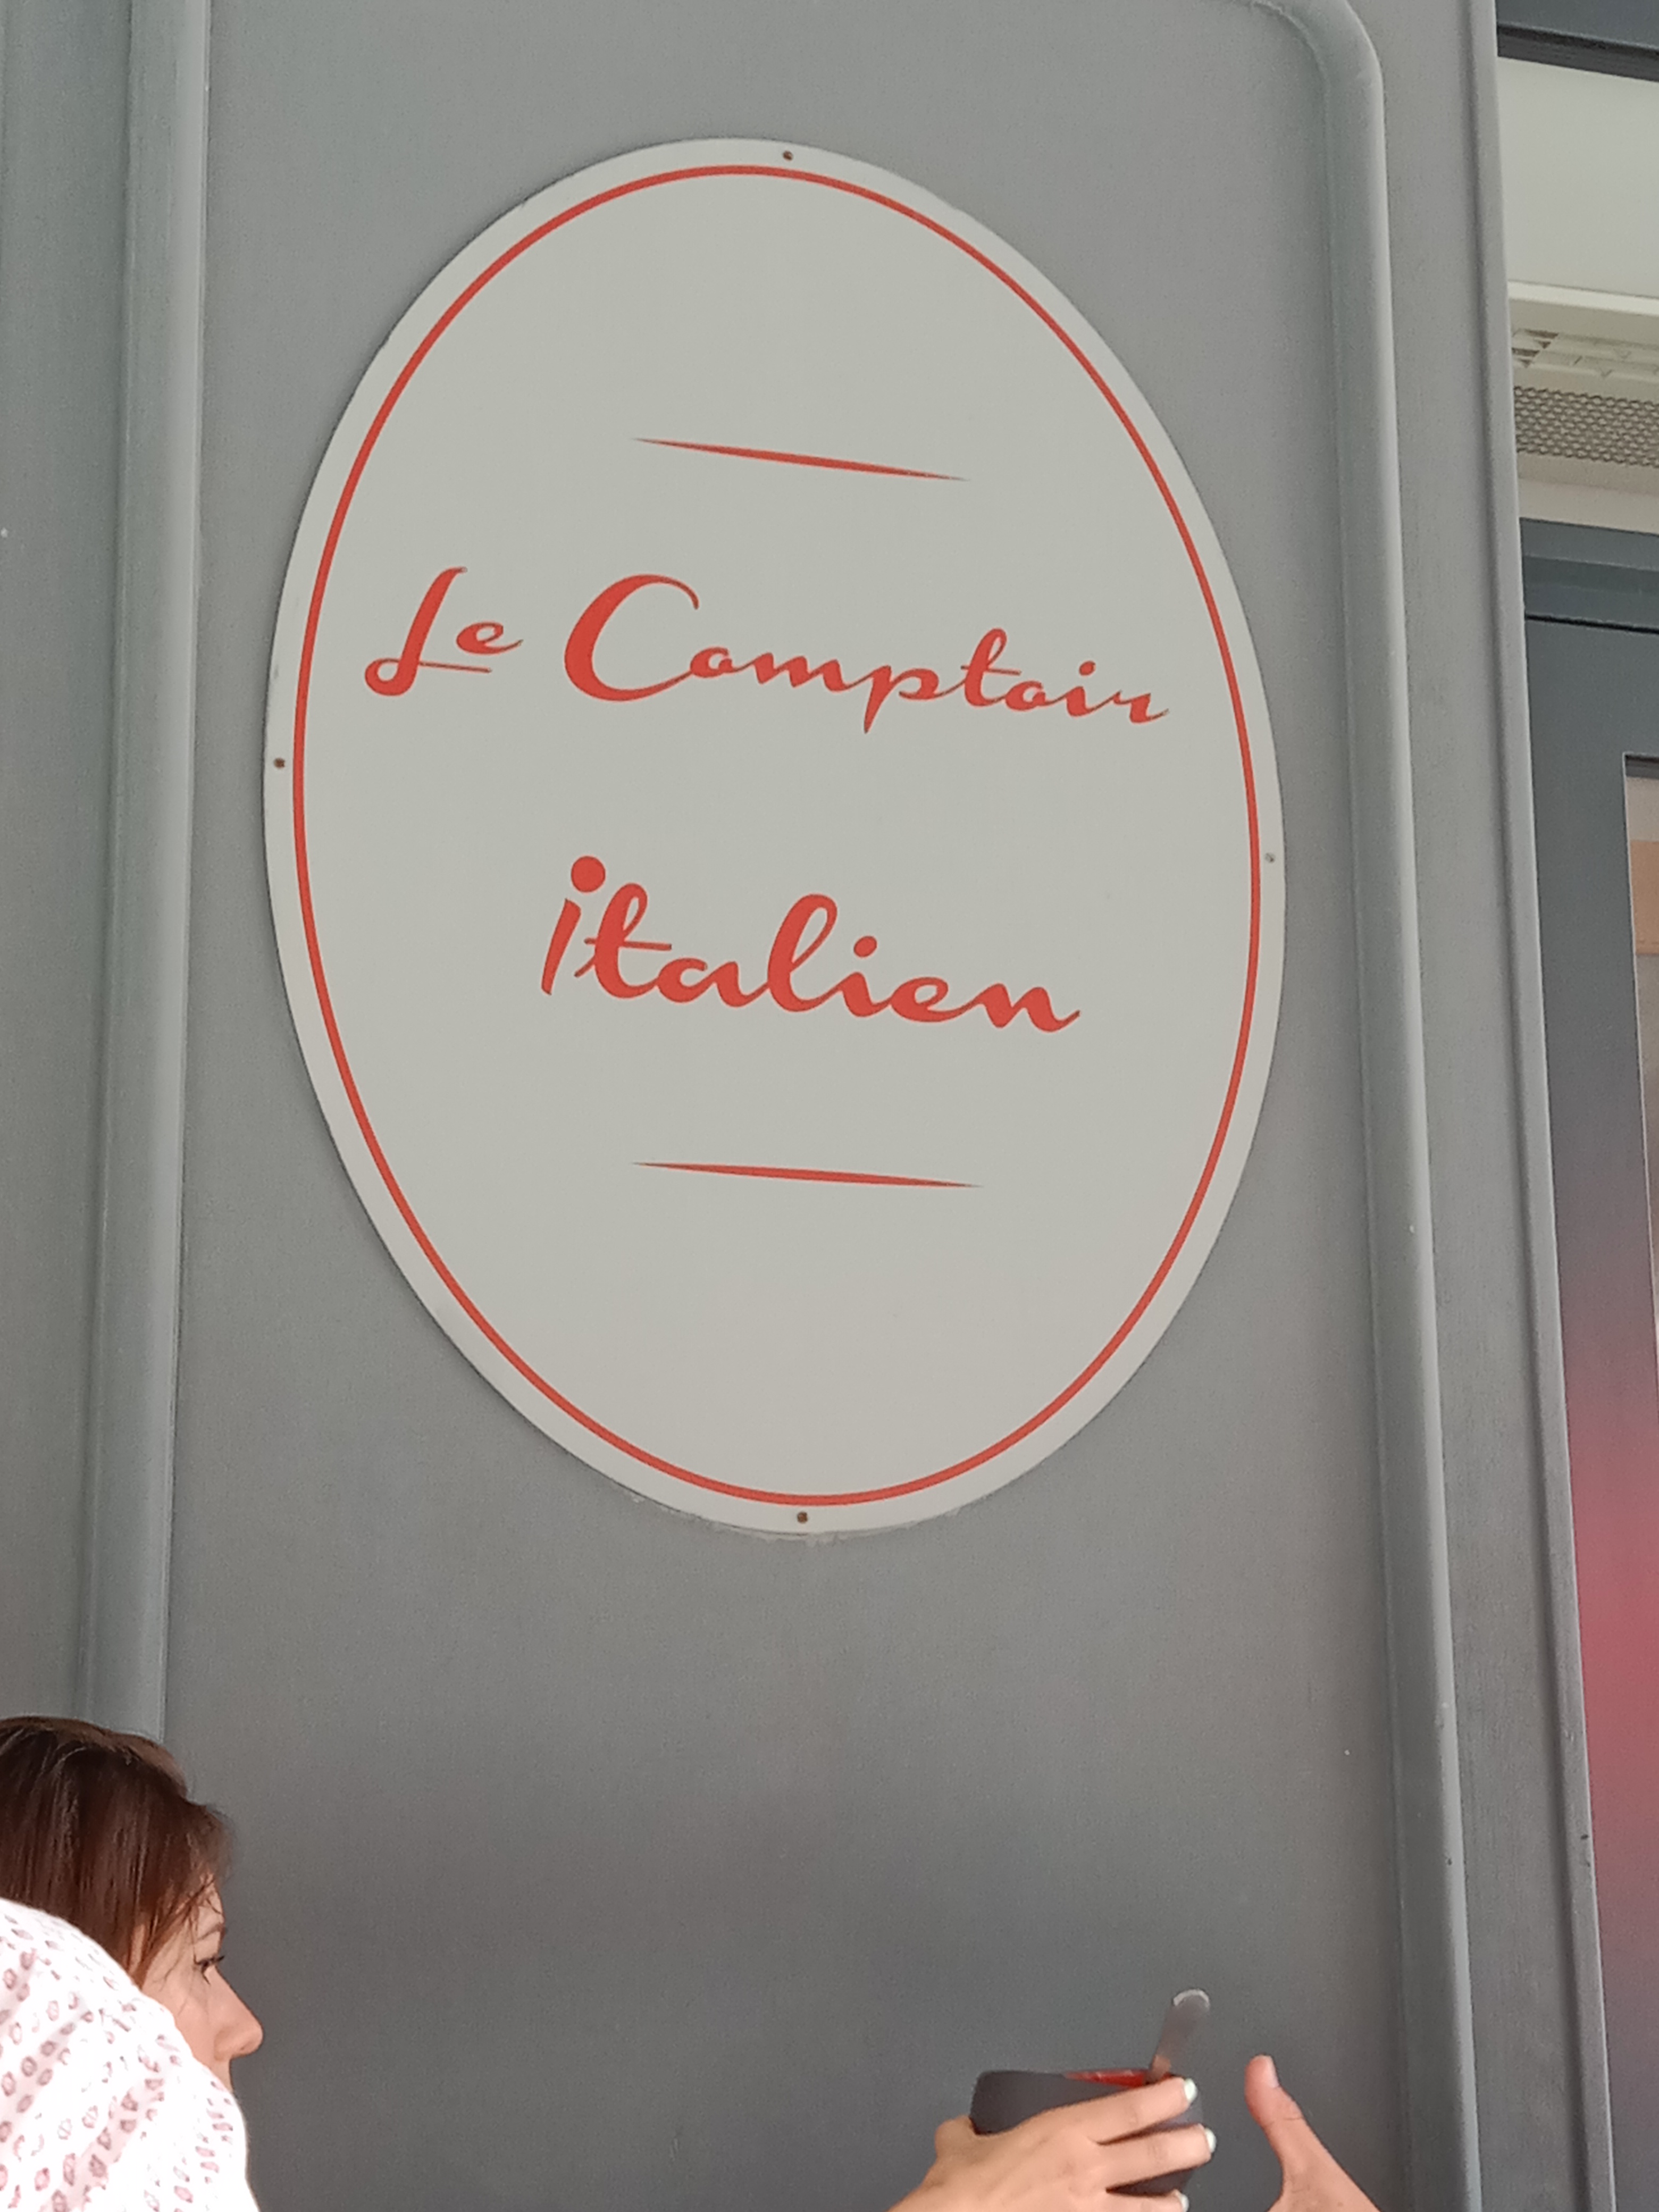 Le Comptoir
italien